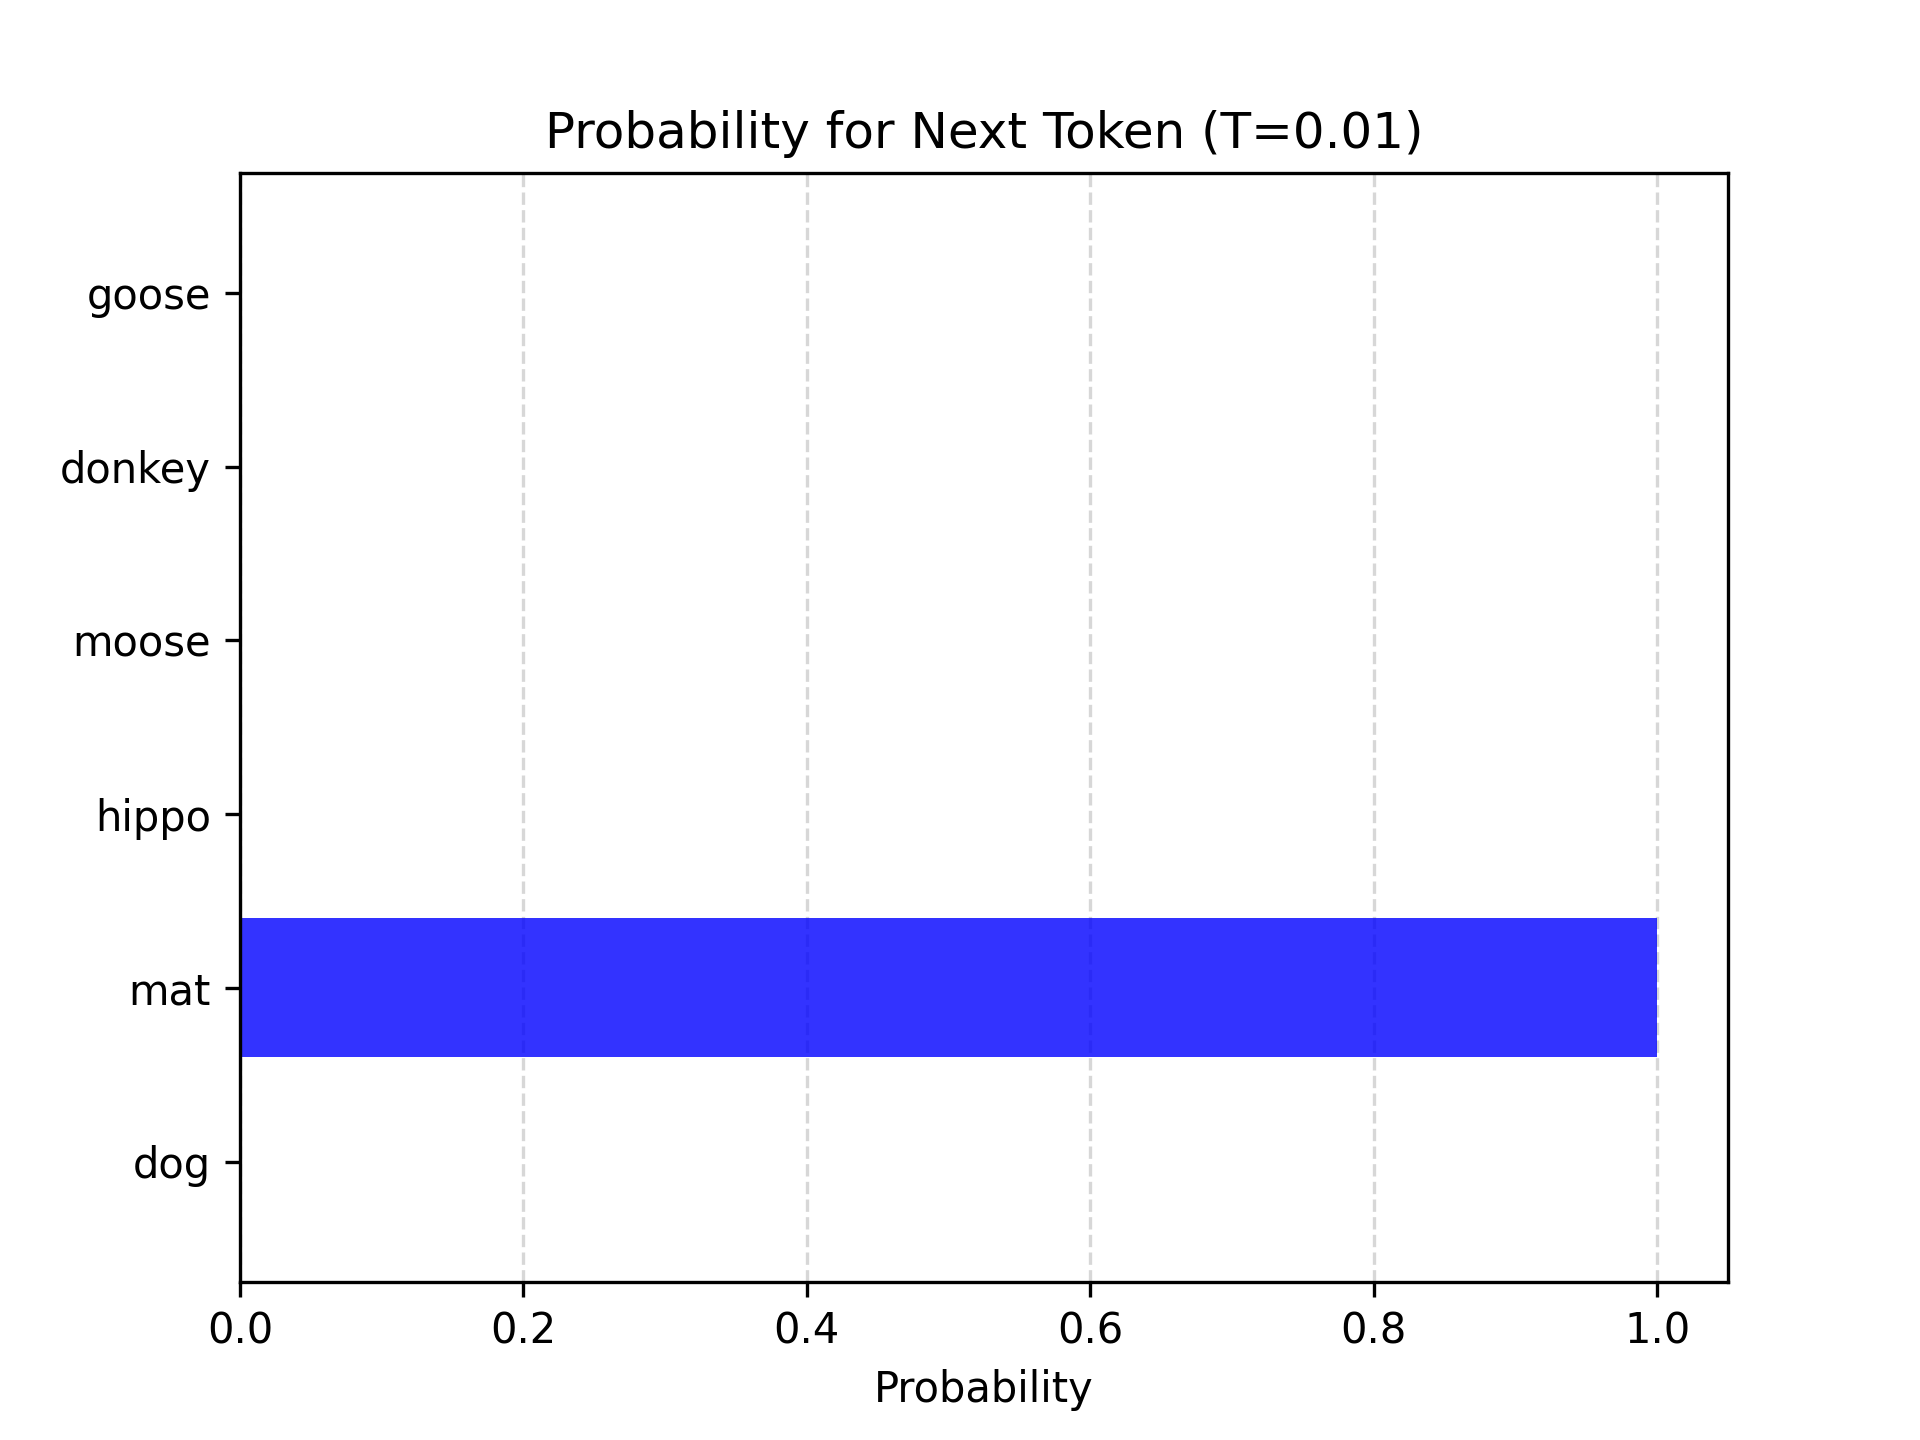 Probability for Next Token (T=0.01)
goose
donkey
moose
hippo
mat
dog
0.0 0.2 0.4 0.6 0.8 1.0
Probability